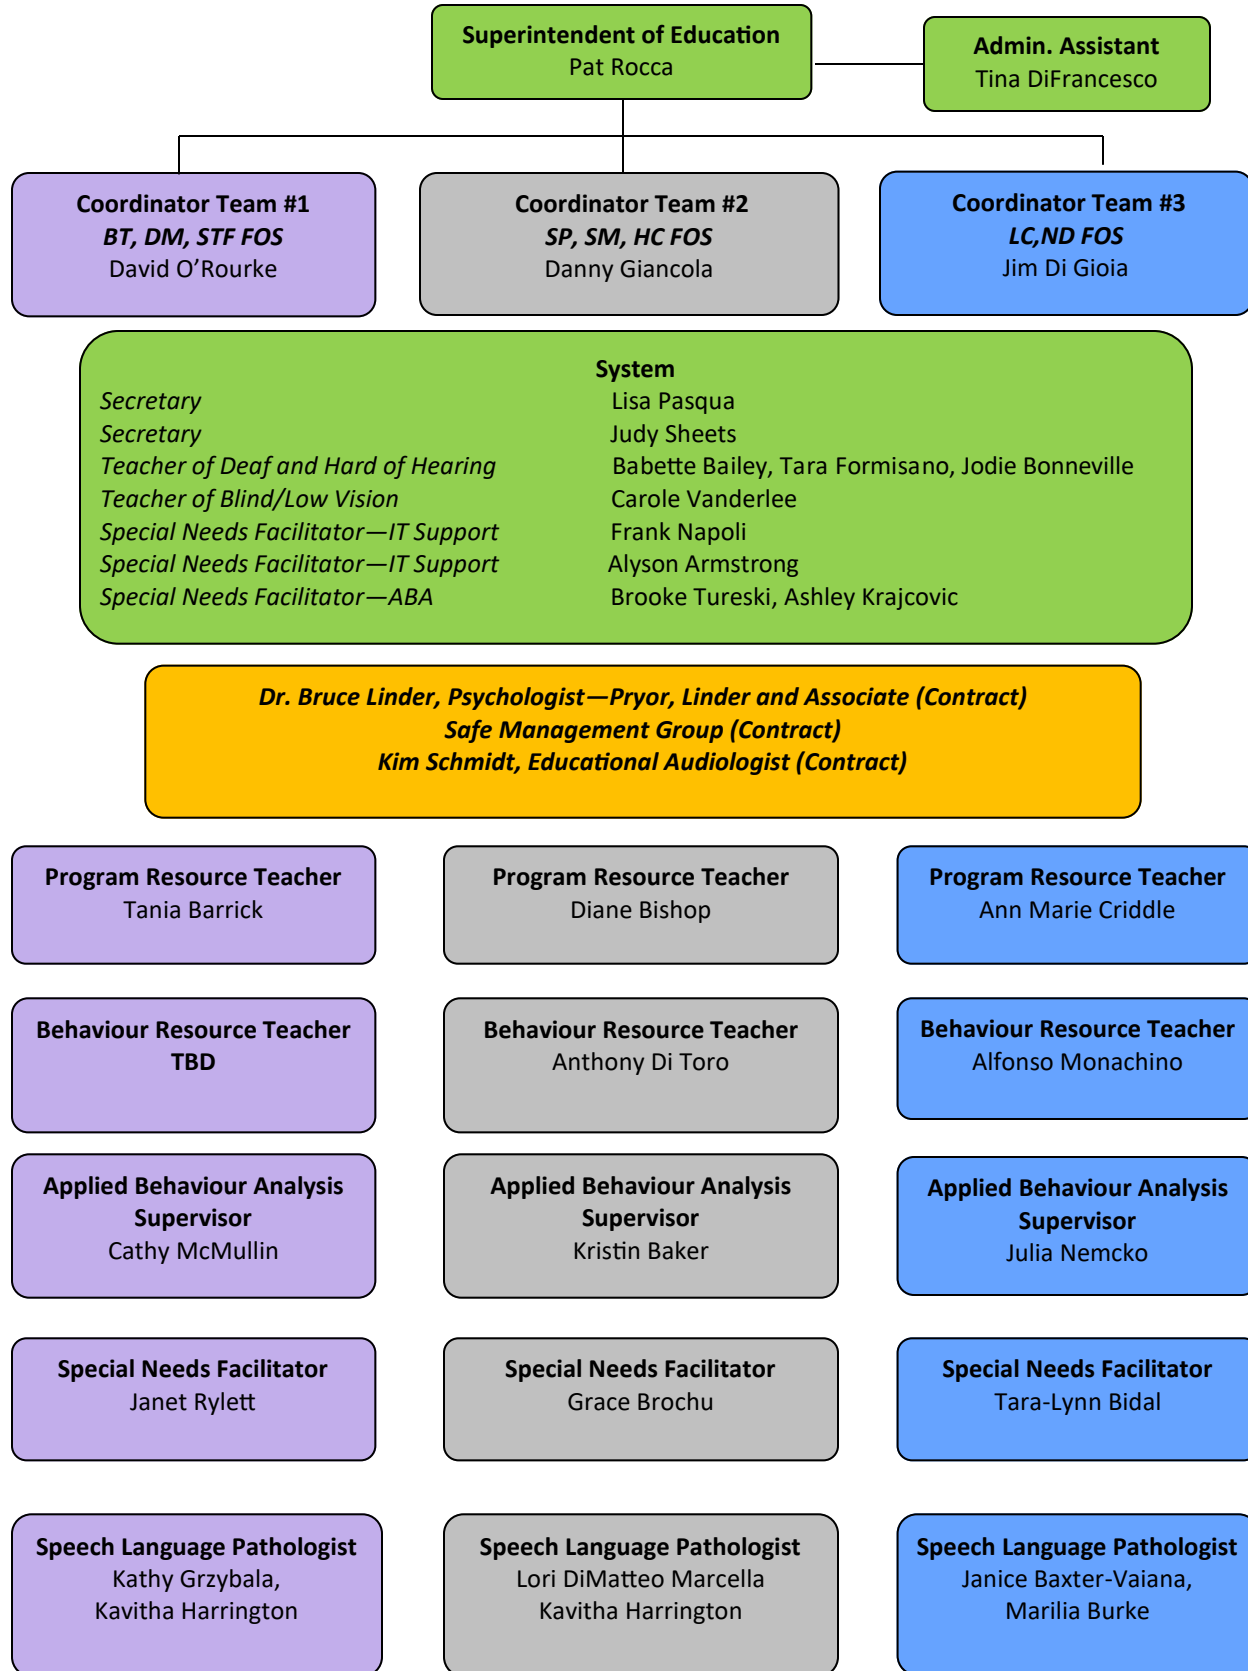 Superintendent of Education
Pat Rocca
Admin. Assistant
Tina DiFrancesco
Coordinator Team #1
BT, DM, STF FOS
David O’Rourke
Coordinator Team #2
SP, SM, HC FOS
Danny Giancola
Coordinator Team #3
LC,ND FOS
Jim Di Gioia
System
Secretary Lisa Pasqua
Secretary Judy Sheets
Teacher of Deaf and Hard of Hearing Babette Bailey, Tara Formisano, Jodie Bonneville
Teacher of Blind/Low Vision Carole Vanderlee
Special Needs Facilitator—IT Support Frank Napoli
Special Needs Facilitator—IT Support Alyson Armstrong
Special Needs Facilitator—ABA Brooke Tureski, Ashley Krajcovic
Dr. Bruce Linder, Psychologist—Pryor, Linder and Associate (Contract)
Safe Management Group (Contract)
Kim Schmidt, Educational Audiologist (Contract)
Program Resource Teacher
Tania Barrick
Program Resource Teacher
Diane Bishop
Program Resource Teacher
Ann Marie Criddle
Behaviour Resource Teacher
TBD
Behaviour Resource Teacher
Anthony Di Toro
Behaviour Resource Teacher
Alfonso Monachino
Applied Behaviour Analysis
Supervisor
Cathy McMullin
Applied Behaviour Analysis
Supervisor
Kristin Baker
Applied Behaviour Analysis
Supervisor
Julia Nemcko
Special Needs Facilitator
Janet Rylett
Special Needs Facilitator
Grace Brochu
Special Needs Facilitator
Tara-Lynn Bidal
Speech Language Pathologist
Kathy Grzybala,
Kavitha Harrington
Speech Language Pathologist
Lori DiMatteo Marcella
Kavitha Harrington
Speech Language Pathologist
Janice Baxter-Vaiana,
Marilia Burke